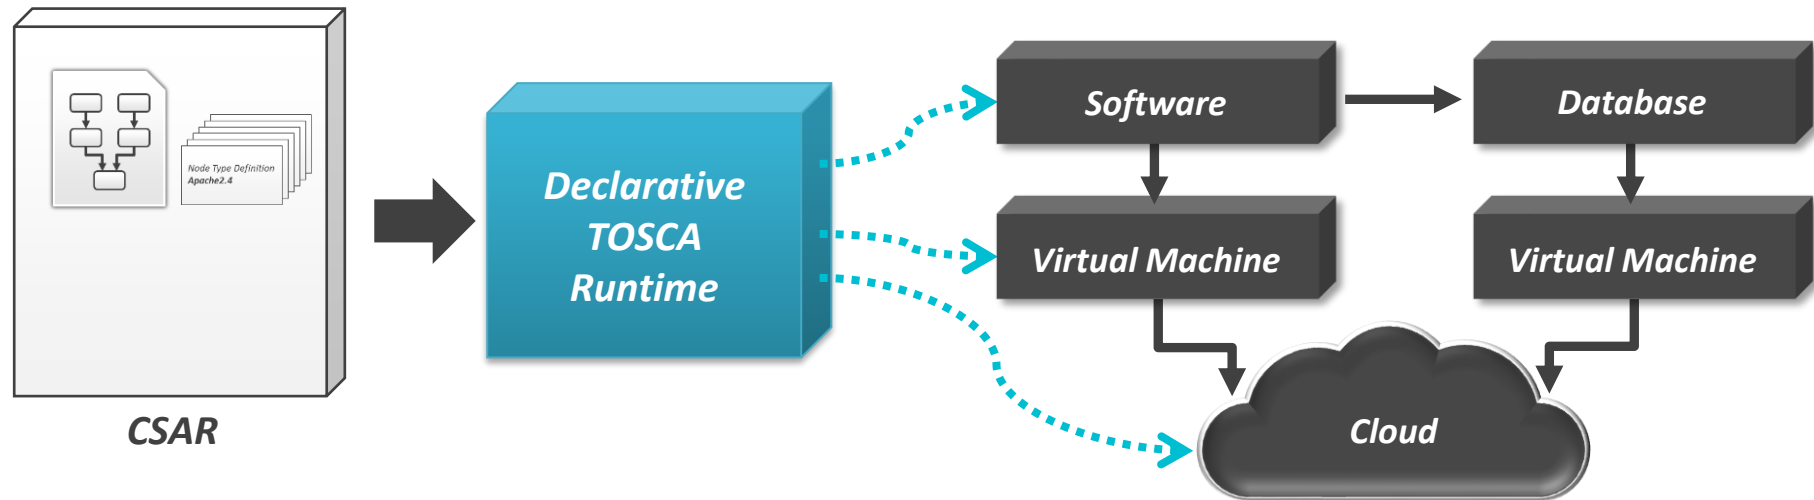 Node Type Definition
Apache2.4
CSAR
Declarative
TOSCA
Runtime
Software
Database
Virtual Machine
Virtual Machine
Cloud